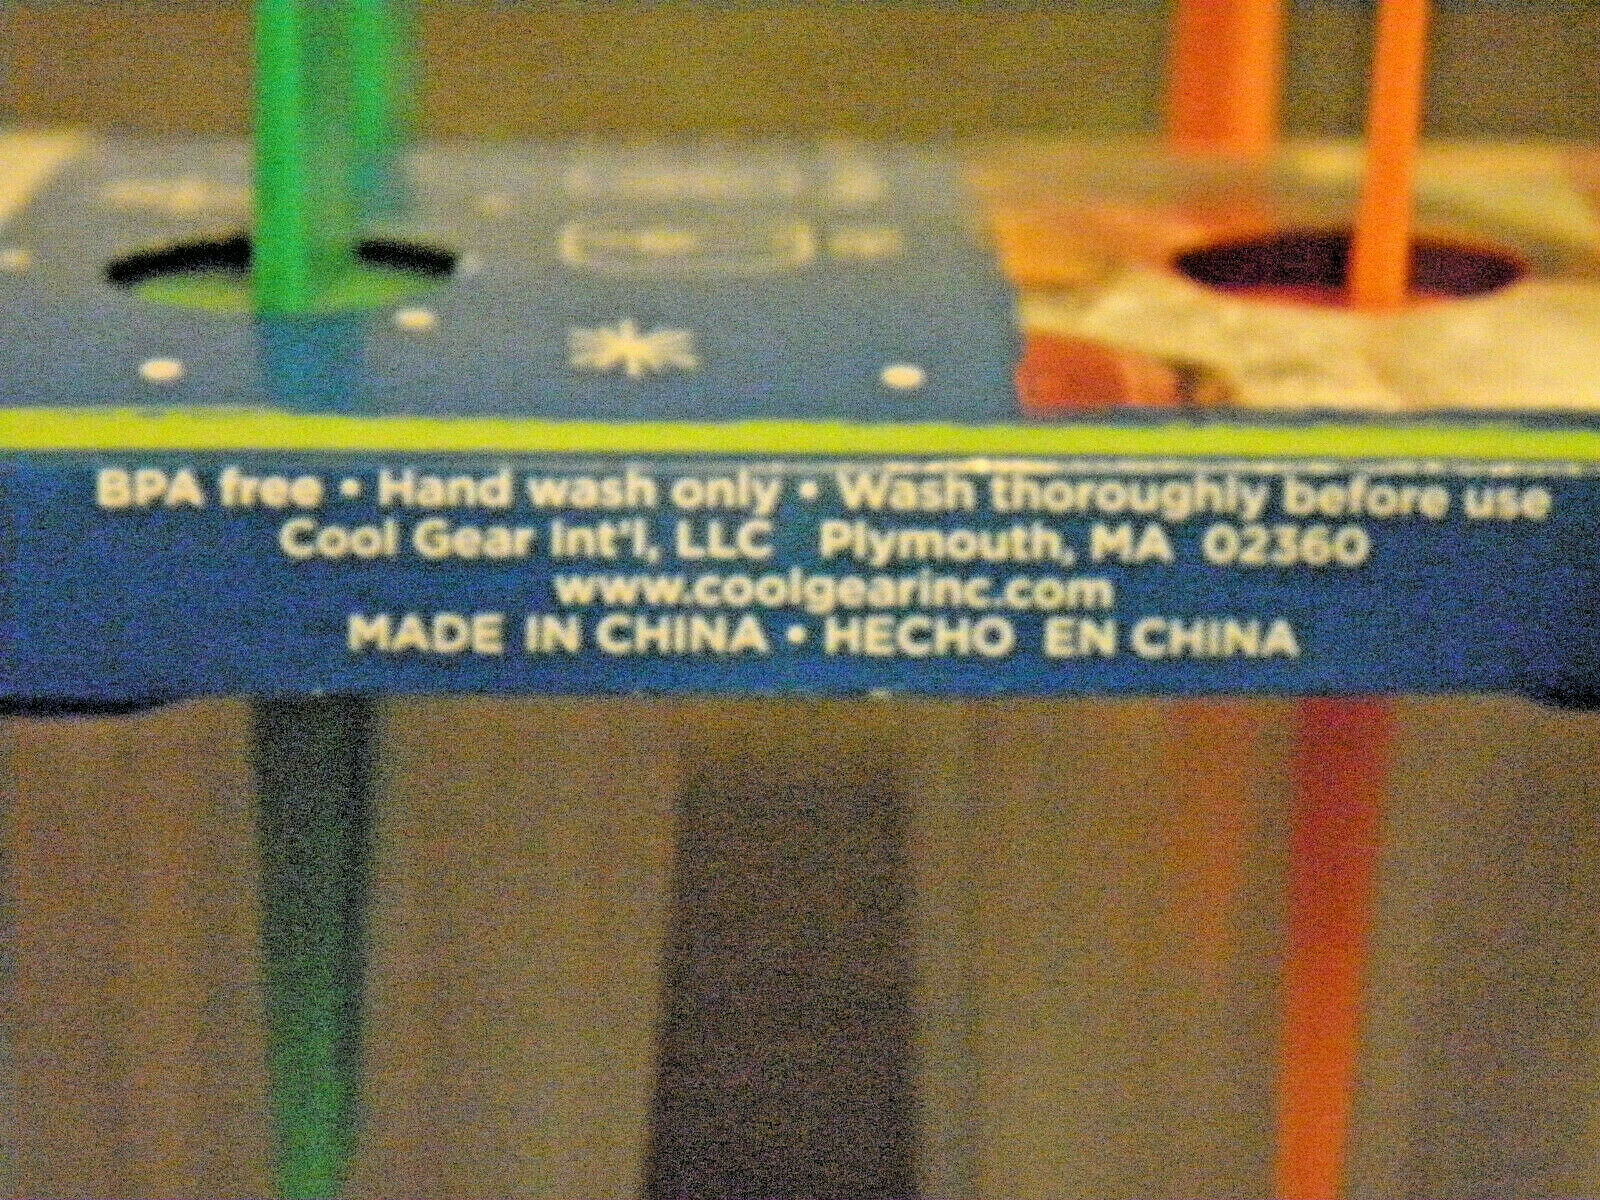 BPA free • Hand wash only • Wash thoroughly before use
Cool Gear Int'l, LLC Plymouth, MA 02360
www.coolgearinc.com
MADE IN CHINA • HECHO EN CHINA